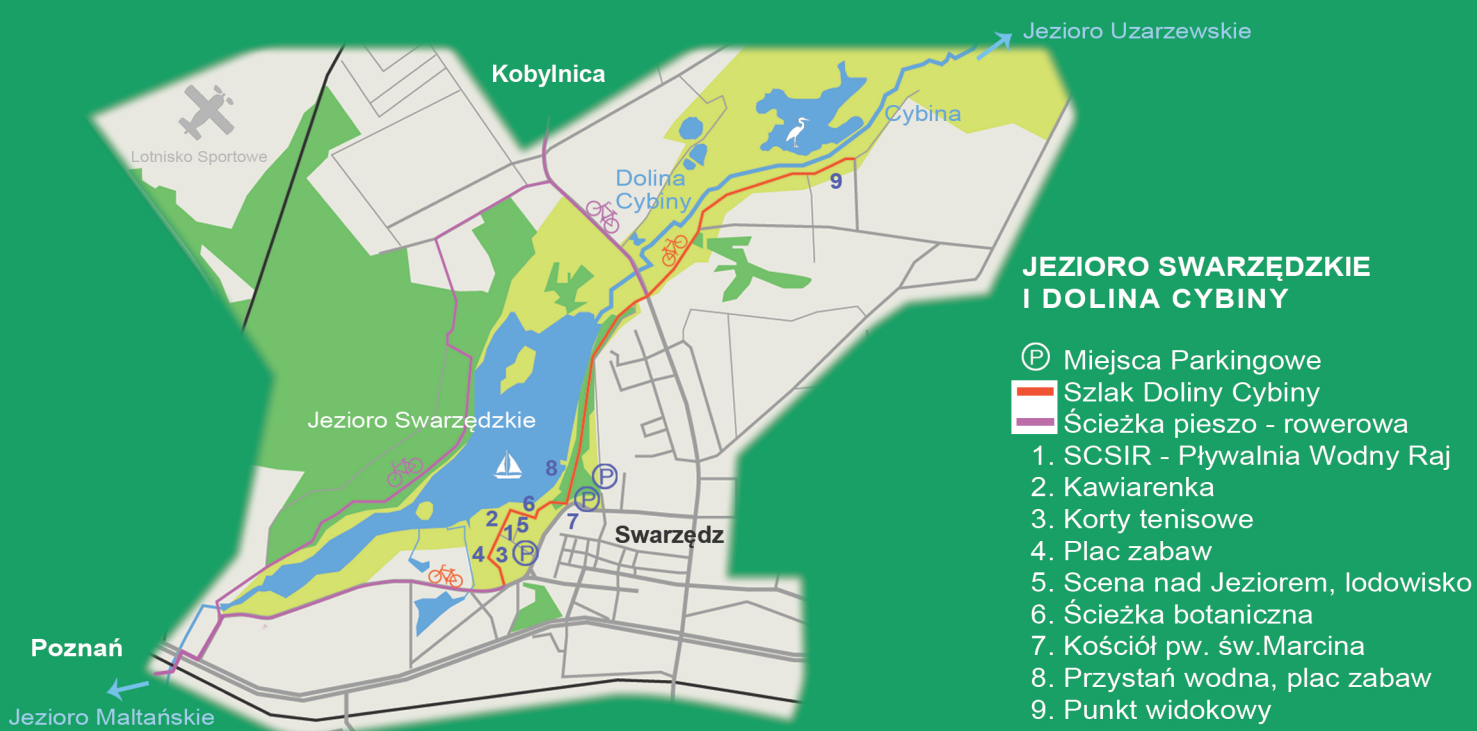 Jezioro Uzarzewskie
Kobylnica
Cybina
Lotnisko Sportowe
Dolina
Cybiny
9
Jezioro Swarzędzkie
8
P
P
6
2
5
7
1
Swarzędz
4
3
P
Poznań
Jezioro Maltańskie
JEZIORO SWARZĘDZKIE
I DOLINA CYBINY
P Miejsca Parkingowe
Szlak Doliny Cybiny
Ścieżka pieszo - rowerowa
1. SCSIR - Pływalnia Wodny Raj
2. Kawiarenka
3. Korty tenisowe
4. Plac zabaw
5. Scena nad Jeziorem, lodowisko
6. Ścieżka botaniczna
7. Kośció́ł pw. św.Marcina
8. Przystań wodna, plac zabaw
9. Punkt widokowy